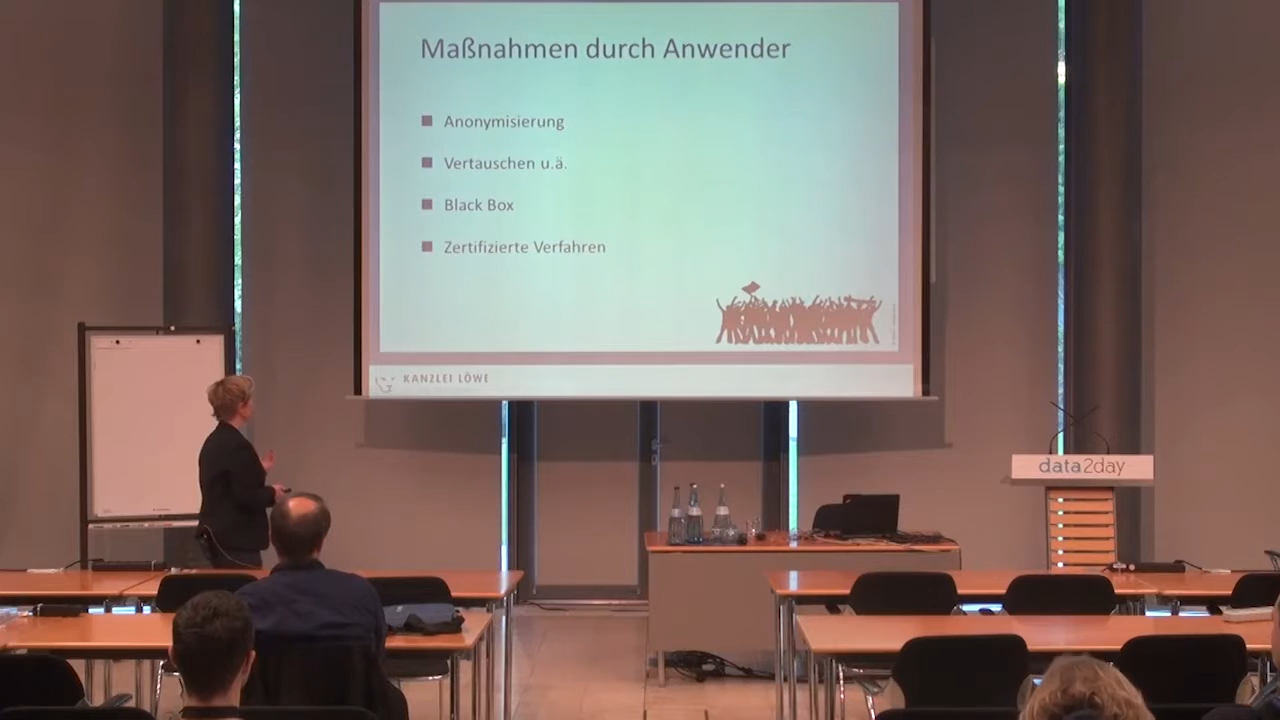 Maßnahmen durch Anwender
Anonymisierung
Vertauschen u.ä.
Black Box
Zertifizierte Verfahren
KANZLEI LÖWE
data2day